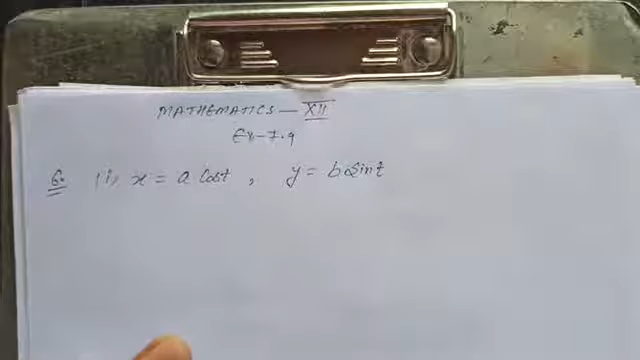 MATHEMATICS — XII
Ex-7.9
6. (i) x = a Cost , y = b Sint